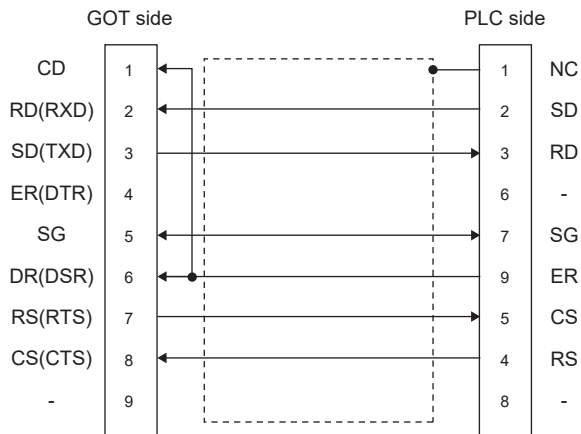 GOT side PLC side
CD 1 1 NC
RD(RXD) 2 2 SD
SD(TXD) 3 3 RD
ER(DTR) 4 6 -
SG 5 7 SG
DR(DSR) 6 9 ER
RS(RTS) 7 5 CS
CS(CTS) 8 4 RS
- 9 8 -